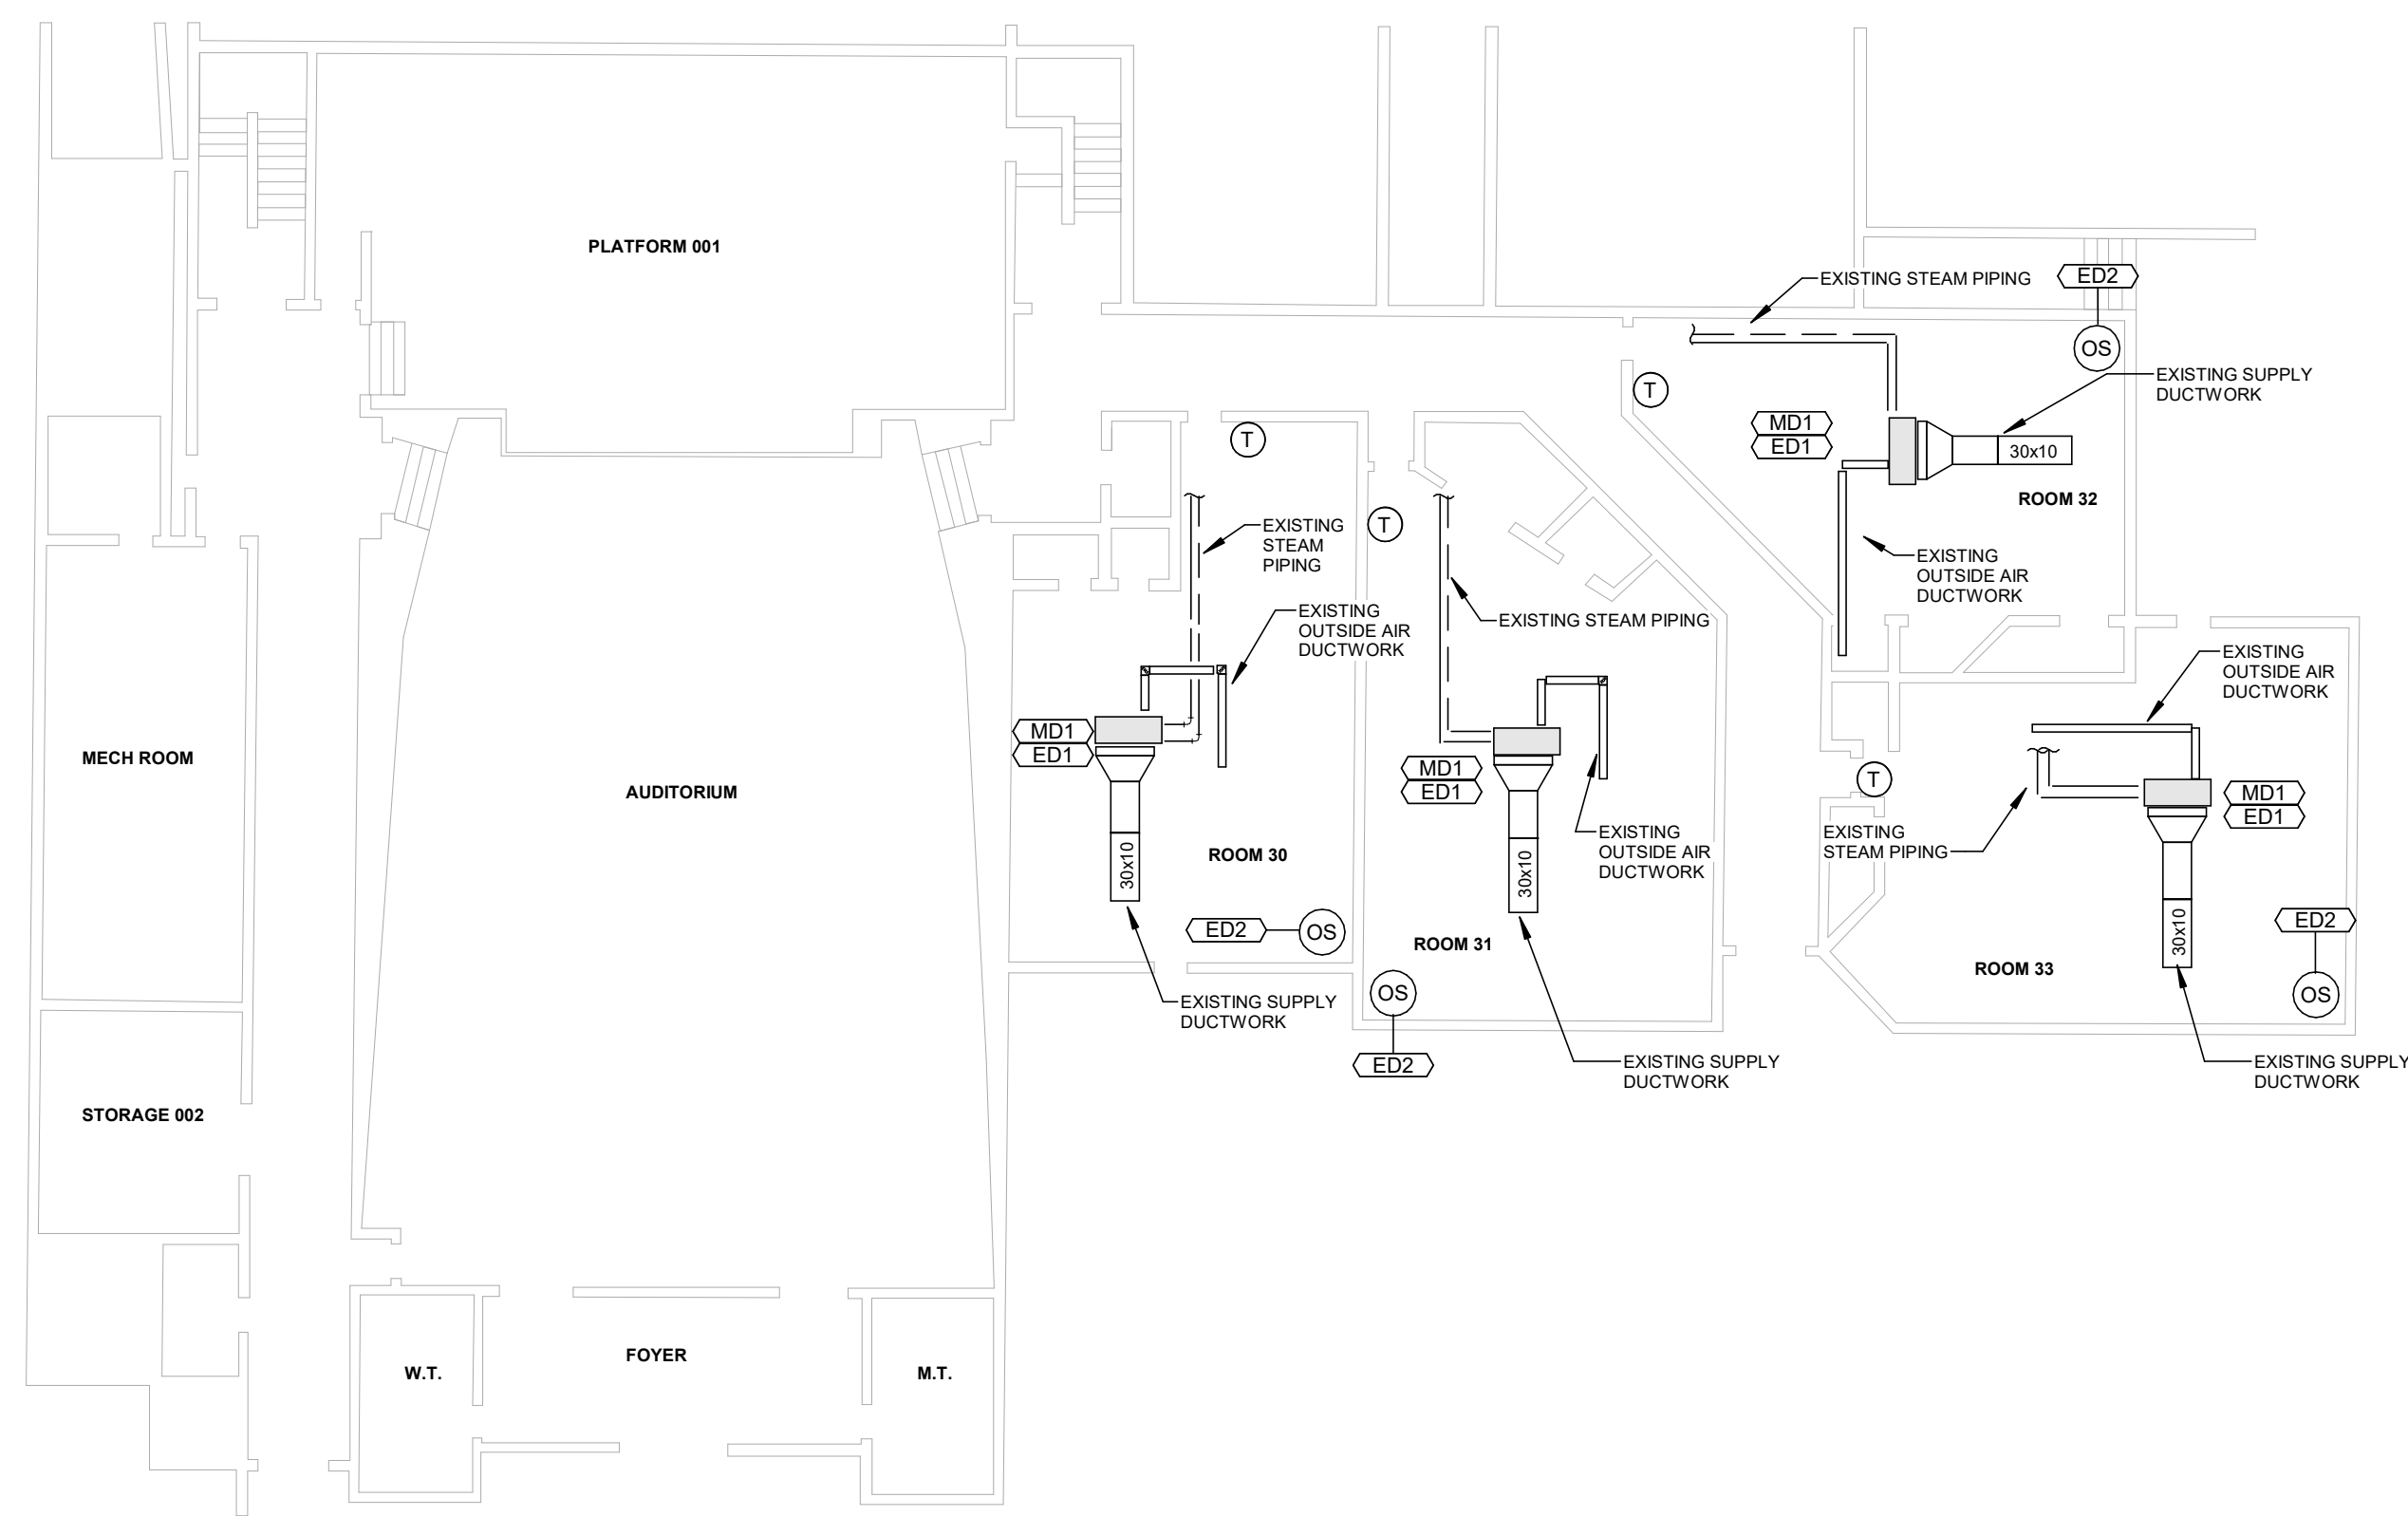 PLATFORM 001
EXISTING STEAM PIPING
ED2
OS
EXISTING SUPPLY
DUCTWORK
T
MD1
ED1
30x10
ROOM 32
T
T
EXISTING
STEAM
PIPING
EXISTING
OUTSIDE AIR
DUCTWORK
EXISTING
OUTSIDE AIR
DUCTWORK
EXISTING STEAM PIPING
EXISTING
OUTSIDE AIR
DUCTWORK
MECH ROOM
AUDITORIUM
MD1
ED1
MD1
ED1
T
MD1
ED1
EXISTING
OUTSIDE AIR
DUCTWORK
EXISTING
STEAM PIPING
30x10
ROOM 30
30x10
ROOM 31
30x10
ROOM 33
ED2
OS
ED2
OS
OS
ED2
EXISTING SUPPLY
DUCTWORK
EXISTING SUPPLY
DUCTWORK
EXISTING SUPPLY
DUCTWORK
STORAGE 002
W.T.
FOYER
M.T.